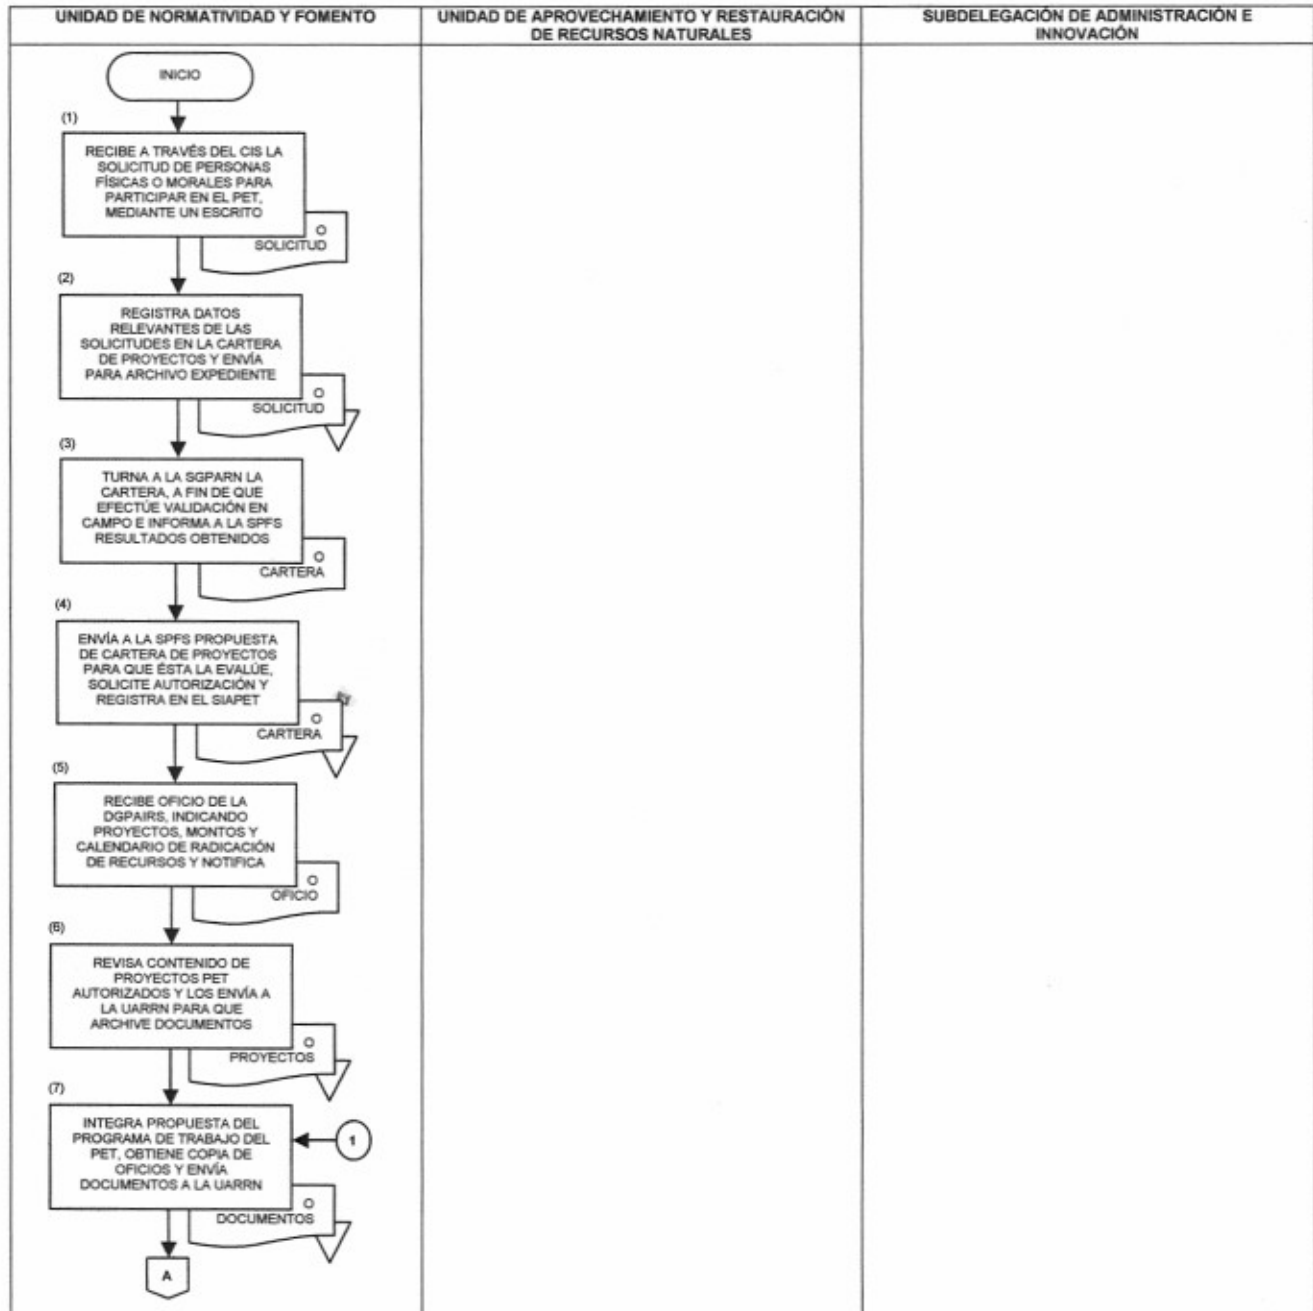 UNIDAD DE NORMATIVIDAD Y FOMENTO
UNIDAD DE APROVECHAMIENTO Y RESTAURACIÓN
DE RECURSOS NATURALES
SUBDELEGACIÓN DE ADMINISTRACIÓN E
INNOVACIÓN
INICIO
(1)
RECIBE A TRAVÉS DEL CIS LA
SOLICITUD DE PERSONAS
FÍSICAS O MORALES PARA
PARTICIPAR EN EL PET,
MEDIANTE UN ESCRITO
O
SOLICITUD
(2)
REGISTRA DATOS
RELEVANTES DE LAS
SOLICITUDES EN LA CARTERA
DE PROYECTOS Y ENVÍA
PARA ARCHIVO EXPEDIENTE
O
SOLICITUD
(3)
TURNA A LA SGPARN LA
CARTERA, A FIN DE QUE
EFECTÚE VALIDACIÓN EN
CAMPO E INFORMA A LA SPFS
RESULTADOS OBTENIDOS
O
CARTERA
(4)
ENVÍA A LA SPFS PROPUESTA
DE CARTERA DE PROYECTOS
PARA QUE ÉSTA LA EVALÚE,
SOLICITE AUTORIZACIÓN Y
REGISTRA EN EL SIAPET
O
CARTERA
(5)
RECIBE OFICIO DE LA
DGPAIRS, INDICANDO
PROYECTOS, MONTOS Y
CALENDARIO DE RADICACIÓN
DE RECURSOS Y NOTIFICA
O
OFICIO
(6)
REVISA CONTENIDO DE
PROYECTOS PET
AUTORIZADOS Y LOS ENVÍA A
LA UARRN PARA QUE
ARCHIVE DOCUMENTOS
O
PROYECTOS
(7)
INTEGRA PROPUESTA DEL
PROGRAMA DE TRABAJO DEL
PET, OBTIENE COPIA DE
OFICIOS Y ENVÍA
DOCUMENTOS A LA UARRN
1
O
DOCUMENTOS
A